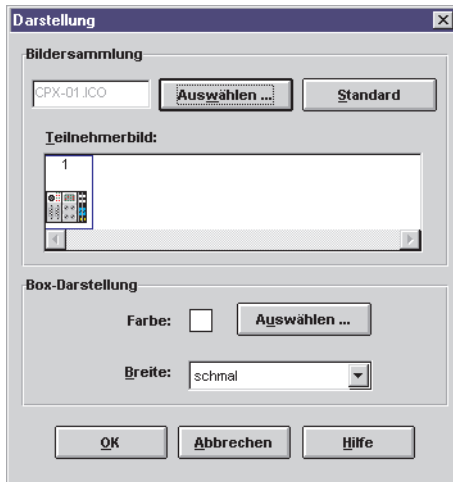 Darstellung
Bildersammlung
CPX-01.ICO Auswählen ... Standard
Teilnehmerbild:
1
Box-Darstellung
Farbe: Auswählen ...
Breite: schmal
OK Abbrechen Hilfe